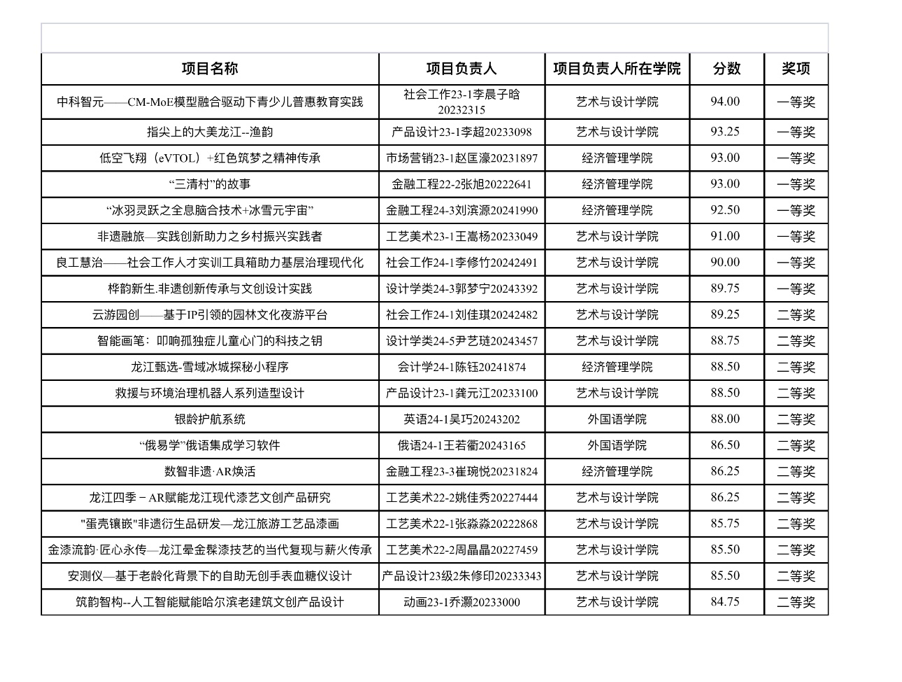 项目名称 项目负责人 项目负责人所在学院 分数 奖项
中科智元——CM-MoE模型融合驱动下青少儿普惠教育实践 社会工作23-1李晨子晗20232315 艺术与设计学院 94.00 一等奖
指尖上的大美龙江--渔韵 产品设计23-1李超20233098 艺术与设计学院 93.25 一等奖
低空飞翔（eVTOL）+红色筑梦之精神传承 市场营销23-1赵匡濠20231897 经济管理学院 93.00 一等奖
“三清村”的故事 金融工程22-2张旭20222641 经济管理学院 93.00 一等奖
“冰羽灵跃之全息脑合技术+冰雪元宇宙” 金融工程24-3刘滨源20241990 经济管理学院 92.50 一等奖
非遗融旅—实践创新助力之乡村振兴实践者 工艺美术23-1王嵩杨20233049 艺术与设计学院 91.00 一等奖
良工慧治——社会工作人才实训工具箱助力基层治理现代化 社会工作24-1李修竹20242491 艺术与设计学院 90.00 一等奖
桦韵新生.非遗创新传承与文创设计实践 设计学类24-3郭梦宁20243392 艺术与设计学院 89.75 一等奖
云游园创——基于IP引领的园林文化夜游平台 社会工作24-1刘佳琪20242482 艺术与设计学院 89.25 二等奖
智能画笔：叩响孤独症儿童心门的科技之钥 设计学类24-5尹艺琏20243457 艺术与设计学院 88.75 二等奖
龙江甄选-雪域冰城探秘小程序 会计学24-1陈钰20241874 经济管理学院 88.50 二等奖
救援与环境治理机器人系列造型设计 产品设计23-1龚元江20233100 艺术与设计学院 88.50 二等奖
银龄护航系统 英语24-1吴巧20243202 外国语学院 88.00 二等奖
“俄易学”俄语集成学习软件 俄语24-1王若蘅20243165 外国语学院 86.50 二等奖
数智非遗·AR焕活 金融工程23-3崔琬悦20231824 经济管理学院 86.25 二等奖
龙江四季－AR赋能龙江现代漆艺文创产品研究 工艺美术22-2姚佳秀20227444 艺术与设计学院 86.25 二等奖
"蛋壳镶嵌"非遗衍生品研发—龙江旅游工艺品漆画 工艺美术22-1张淼淼20222868 艺术与设计学院 85.75 二等奖
金漆流韵·匠心永传—龙江晕金髹漆技艺的当代复现与薪火传承 工艺美术22-2周晶晶20227459 艺术与设计学院 85.50 二等奖
安测仪—基于老龄化背景下的自助无创手表血糖仪设计 产品设计23级2朱修印20233343 艺术与设计学院 85.50 二等奖
筑韵智构--人工智能赋能哈尔滨老建筑文创产品设计 动画23-1乔灏20233000 艺术与设计学院 84.75 二等奖